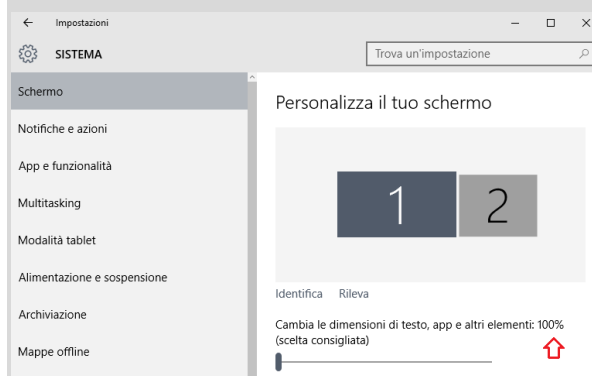 Impostazioni
SISTEMA
Trova un'impostazione
Schermo
Notifiche e azioni
App e funzionalità
Multitasking
Modalità tablet
Alimentazione e sospensione
Archiviazione
Mappe offline
Personalizza il tuo schermo
1 2
Identifica Rileva
Cambia le dimensioni di testo, app e altri elementi: 100%
(scelta consigliata)